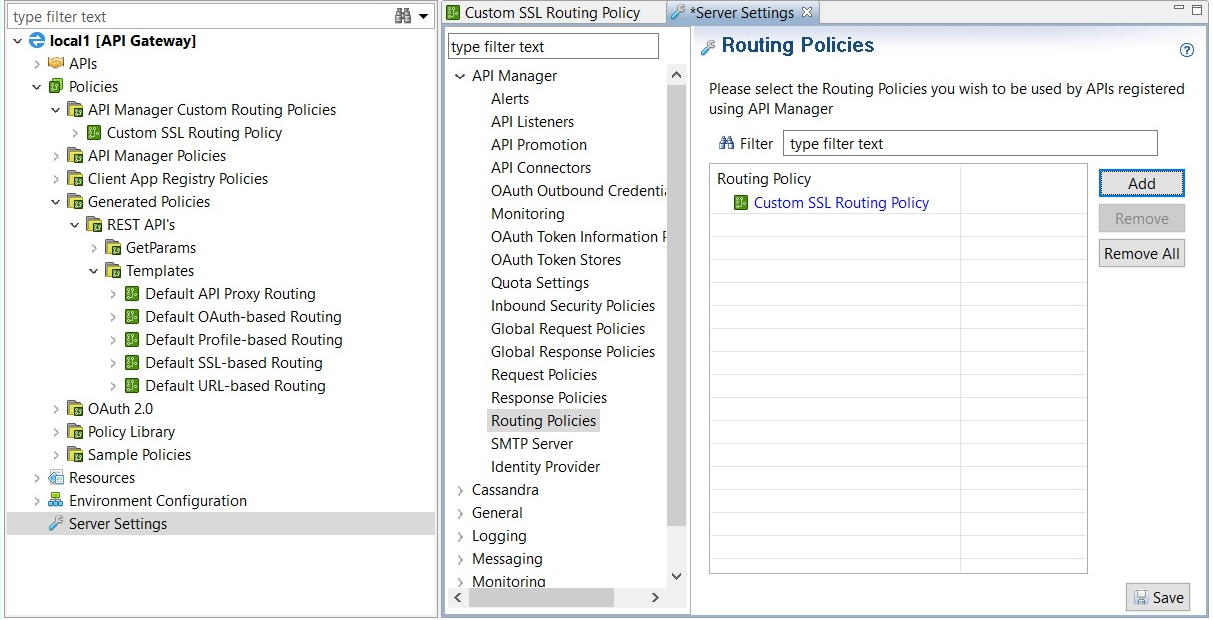 type filter text
local1 [API Gateway]
APIs
Policies
API Manager Custom Routing Policies
Custom SSL Routing Policy
API Manager Policies
Client App Registry Policies
Generated Policies
REST API's
GetParams
Templates
Default API Proxy Routing
Default OAuth-based Routing
Default Profile-based Routing
Default SSL-based Routing
Default URL-based Routing
OAuth 2.0
Policy Library
Sample Policies
Resources
Environment Configuration
Server Settings
Custom SSL Routing Policy
*Server Settings
type filter text
API Manager
Alerts
API Listeners
API Promotion
API Connectors
OAuth Outbound Credentia
Monitoring
OAuth Token Information P
OAuth Token Stores
Quota Settings
Inbound Security Policies
Global Request Policies
Global Response Policies
Request Policies
Response Policies
Routing Policies
SMTP Server
Identity Provider
Cassandra
General
Logging
Messaging
Monitoring
Routing Policies
Please select the Routing Policies you wish to be used by APIs registered
using API Manager
Filter type filter text
Routing Policy
Custom SSL Routing Policy
Add
Remove
Remove All
Save